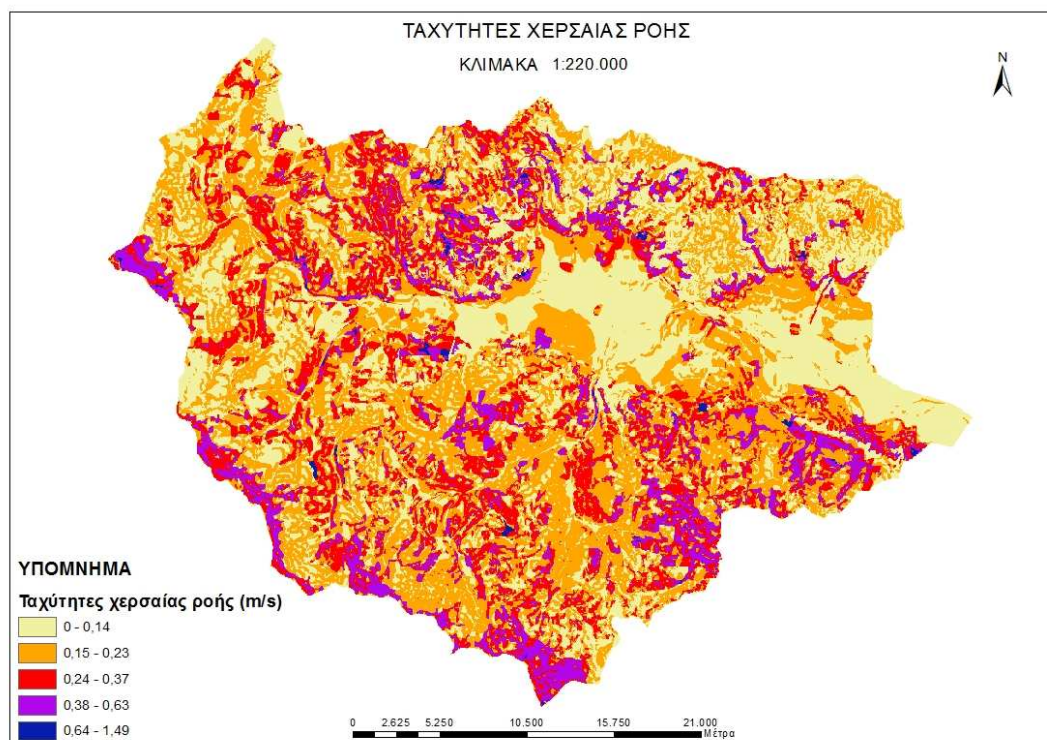 ΤΑΧΥΤΗΤΕΣ ΧΕΡΣΑΙΑΣ ΡΟΗΣ
ΚΛΙΜΑΚΑ 1:220.000
N
ΥΠΟΜΝΗΜΑ
Ταχύτητες χερσαίας ροής (m/s)
0 - 0,14
0,15 - 0,23
0,24 - 0,37
0,38 - 0,63
0,64 - 1,49
0 2.625 5.250 10.500 15.750 21.000
Μέτρα